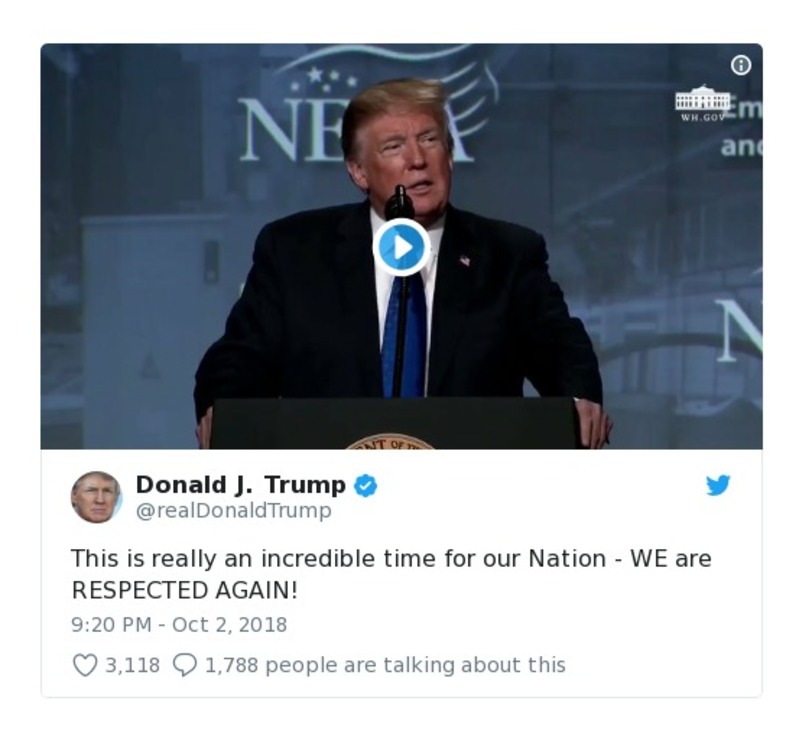 NE A
WH.GOV
Em
and
N
NT OF
Donald J. Trump
@realDonaldTrump
This is really an incredible time for our Nation - WE are
RESPECTED AGAIN!
9:20 PM - Oct 2, 2018
3,118 1,788 people are talking about this